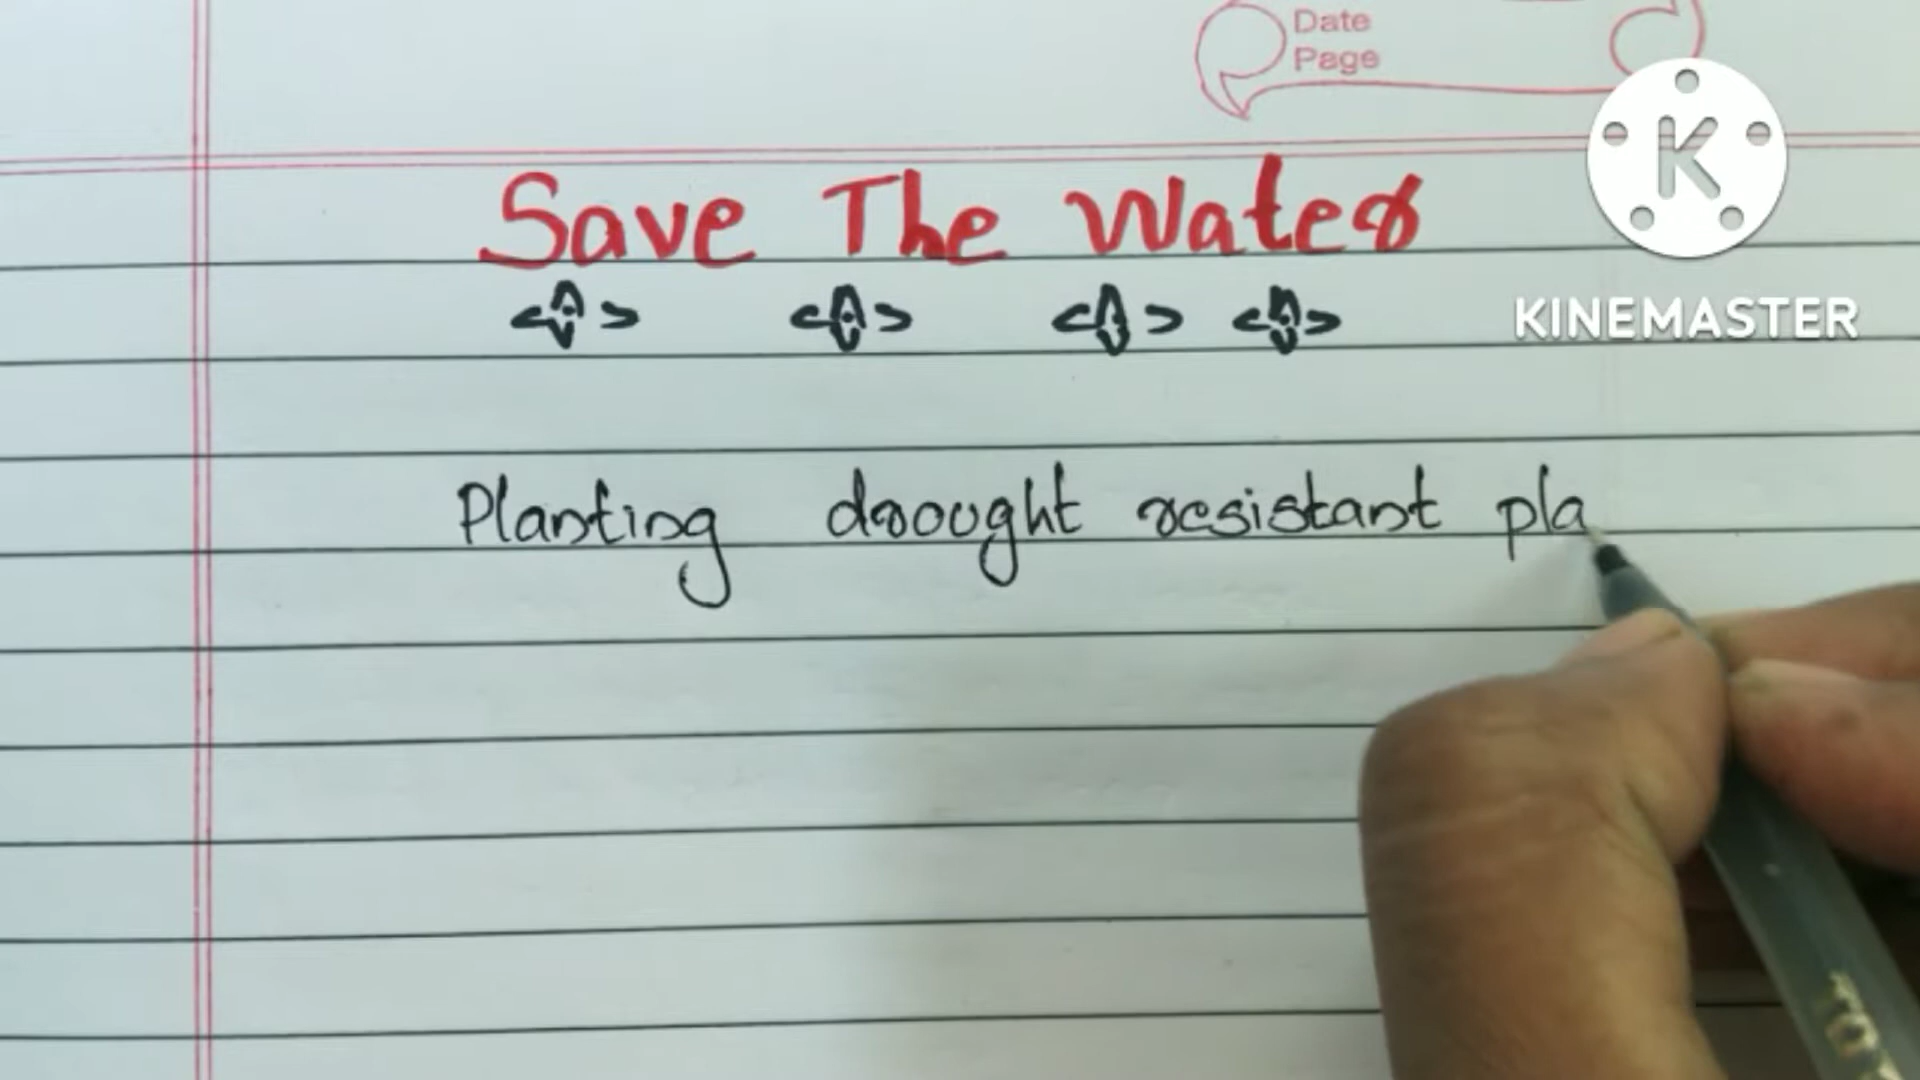 Date
Page
Save The Water
KINEMASTER
Planting drought resistant pla